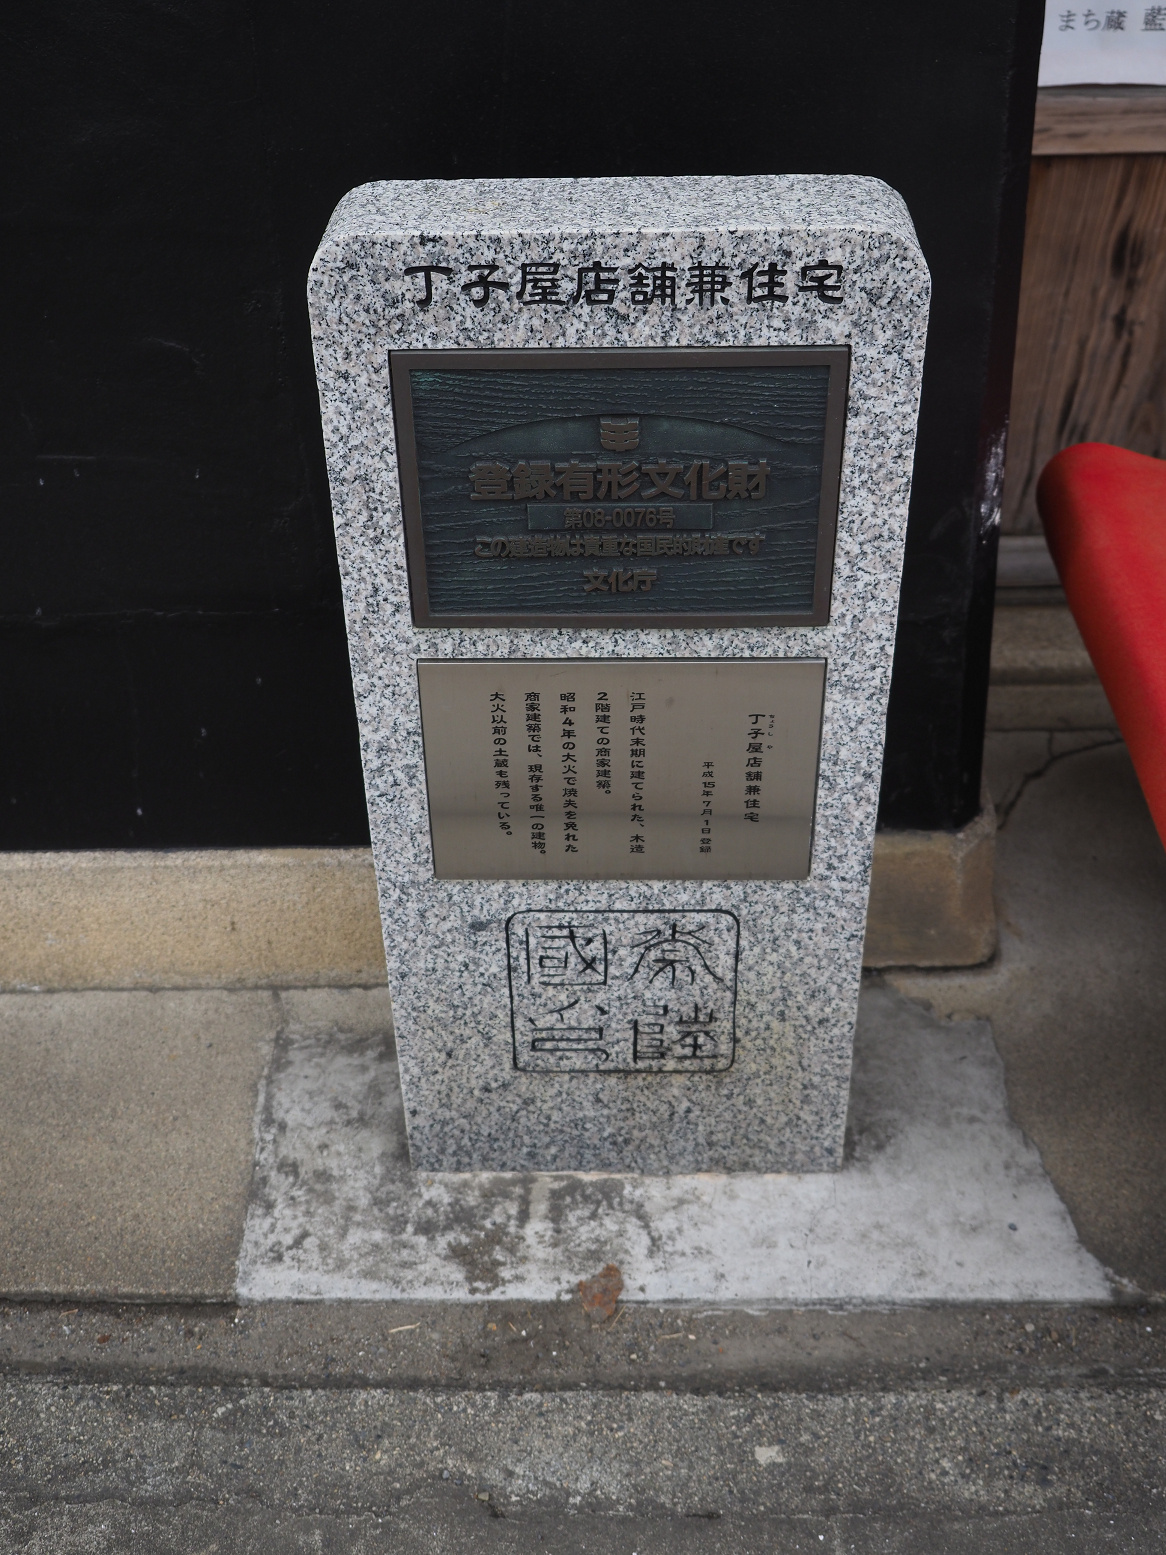 まち蔵 藍
丁子屋店舗兼住宅
登録有形文化財
第08-0076号
この建造物は貴重な国民的財産です
文化庁
ちょうじ や
丁子屋店舗兼住宅
平成15年7月1日登録
江戸時代末期に建てられた、木造
2階建ての商家建築。
昭和4年の大火で焼失を免れた
商家建築では、現存する唯一の建物。
大火以前の土蔵も残っている。